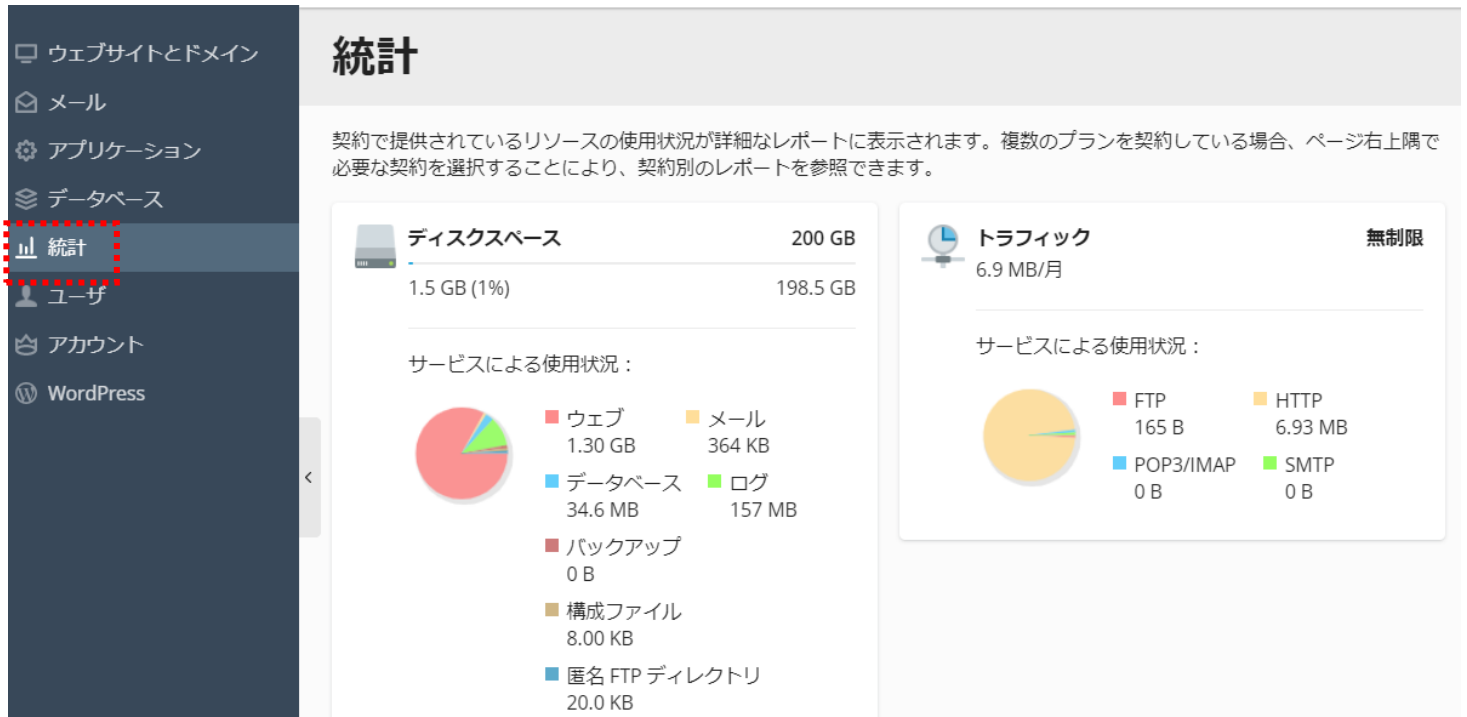 ウェブサイトとドメイン
メール
アプリケーション
データベース
統計
ユーザ
アカウント
WordPress
統計
契約で提供されているリソースの使用状況が詳細なレポートに表示されます。複数のプランを契約している場合、ページ右上隅で
必要な契約を選択することにより、契約別のレポートを参照できます。
ディスクスペース 200 GB
1.5 GB (1%) 198.5 GB
サービスによる使用状況：
ウェブ メール
1.30 GB 364 KB
データベース ログ
34.6 MB 157 MB
バックアップ
0 B
構成ファイル
8.00 KB
匿名 FTP ディレクトリ
20.0 KB
トラフィック 無制限
6.9 MB/月
サービスによる使用状況：
FTP HTTP
165 B 6.93 MB
POP3/IMAP SMTP
0 B 0 B